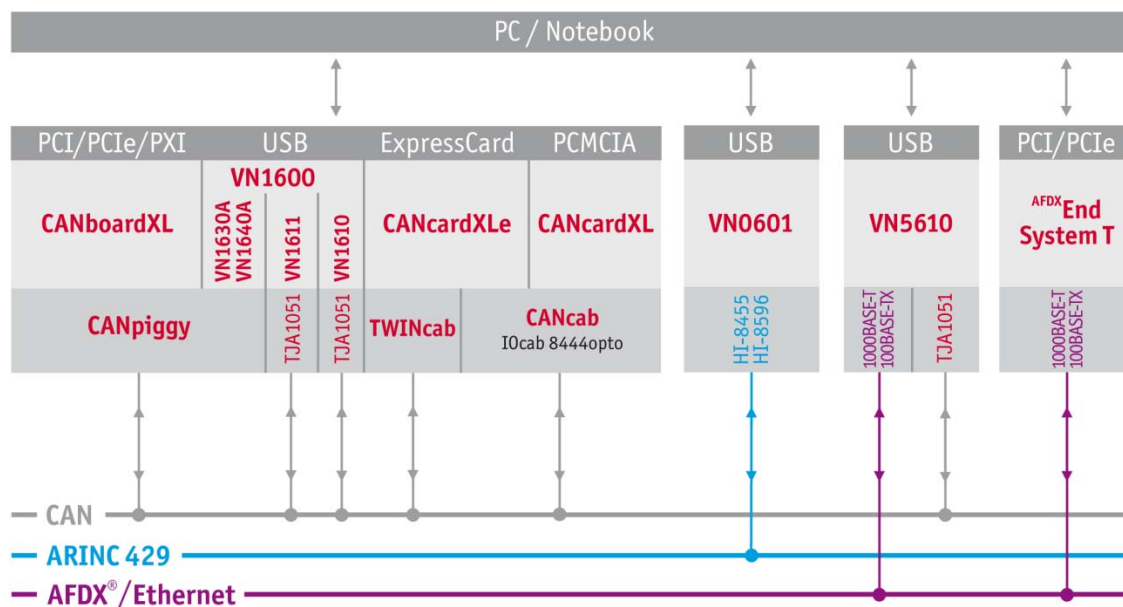 PC / Notebook
PCI/PCIe/PXI
USB
ExpressCard
PCMCIA
USB
USB
PCI/PCIe
CANboardXL
VN1600
VN1630A
VN1640A
VN1611
VN1610
CANcardXLe
CANcardXL
VN0601
VN5610
AFDX End
System T
CANpiggy
TJA1051
TJA1051
TWINcab
CANcab
IOcab 8444opto
HI-8455
HI-8596
1000BASE-T
100BASE-TX
TJA1051
1000BASE-T
100BASE-TX
CAN
ARINC 429
AFDX®/Ethernet